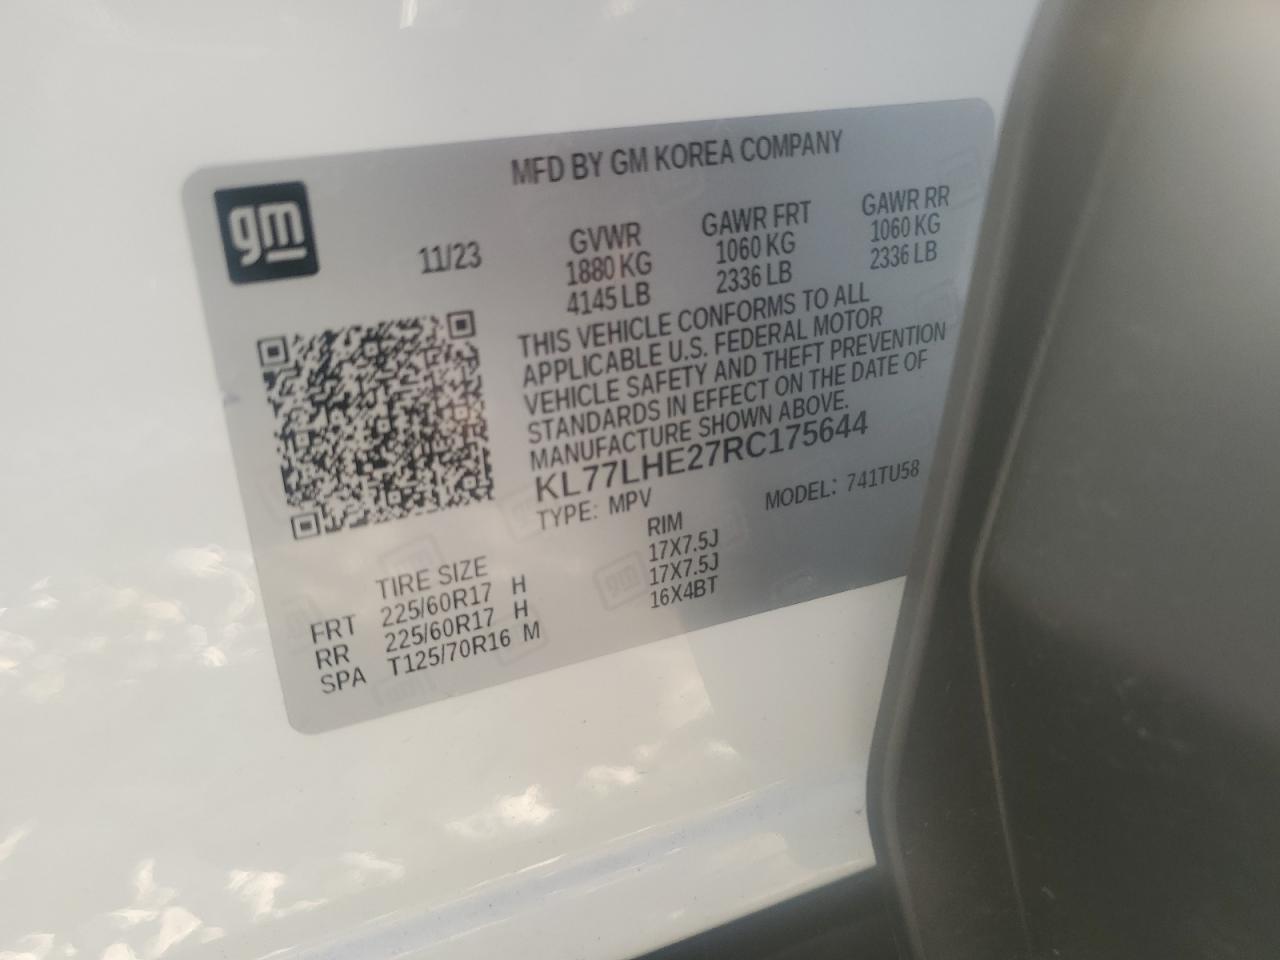 MFD BY GM KOREA COMPANY
gm
11/23
GVWR GAWR FRT GAWR RR
1880 KG 1060 KG 1060 KG
4145 LB 2336 LB 2336 LB
THIS VEHICLE CONFORMS TO ALL
APPLICABLE U.S. FEDERAL MOTOR
VEHICLE SAFETY AND THEFT PREVENTION
STANDARDS IN EFFECT ON THE DATE OF
MANUFACTURE SHOWN ABOVE.
KL77LHE27RC175644
TYPE: MPV MODEL: 741TU58
TIRE SIZE RIM
FRT 225/60R17 H 17X7.5J
RR 225/60R17 H 17X7.5J
SPA T125/70R16 M 16X4BT